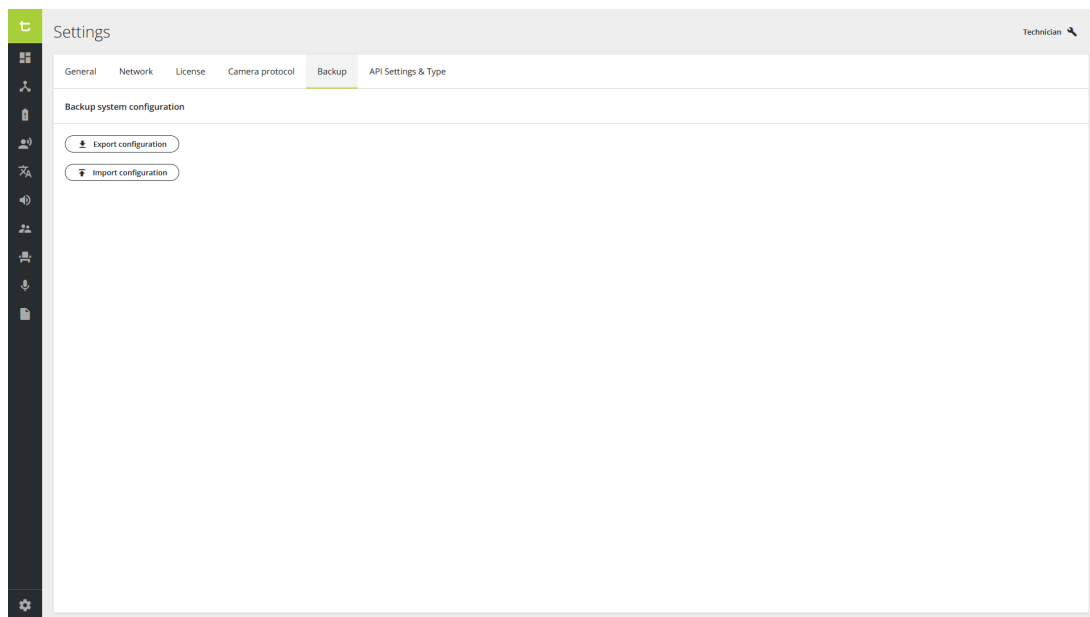 Settings
Technician
General Network License Camera protocol Backup API Settings & Type
Backup system configuration
Export configuration
Import configuration